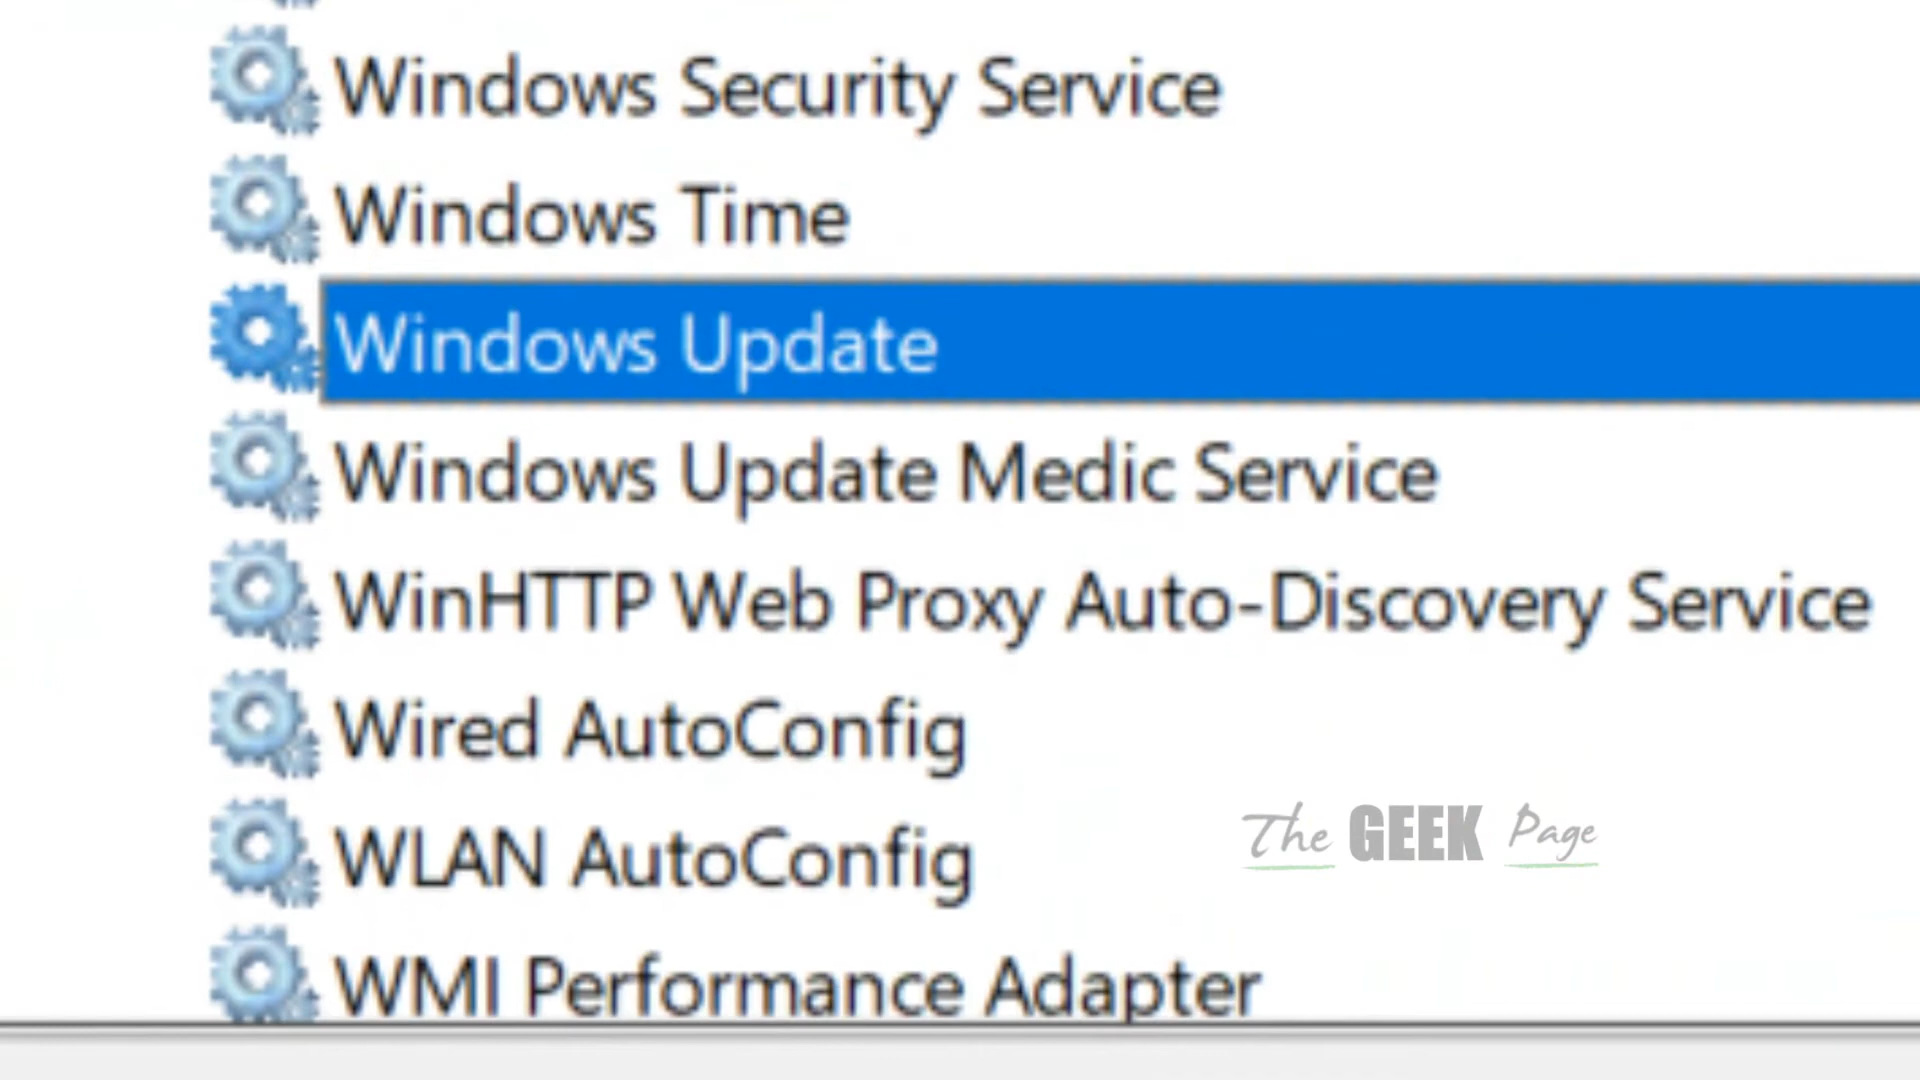 Windows Security Service
Windows Time
Windows Update
Windows Update Medic Service
WinHTTP Web Proxy Auto-Discovery Service
Wired AutoConfig
WLAN AutoConfig
The GEEK Page
WMI Performance Adapter